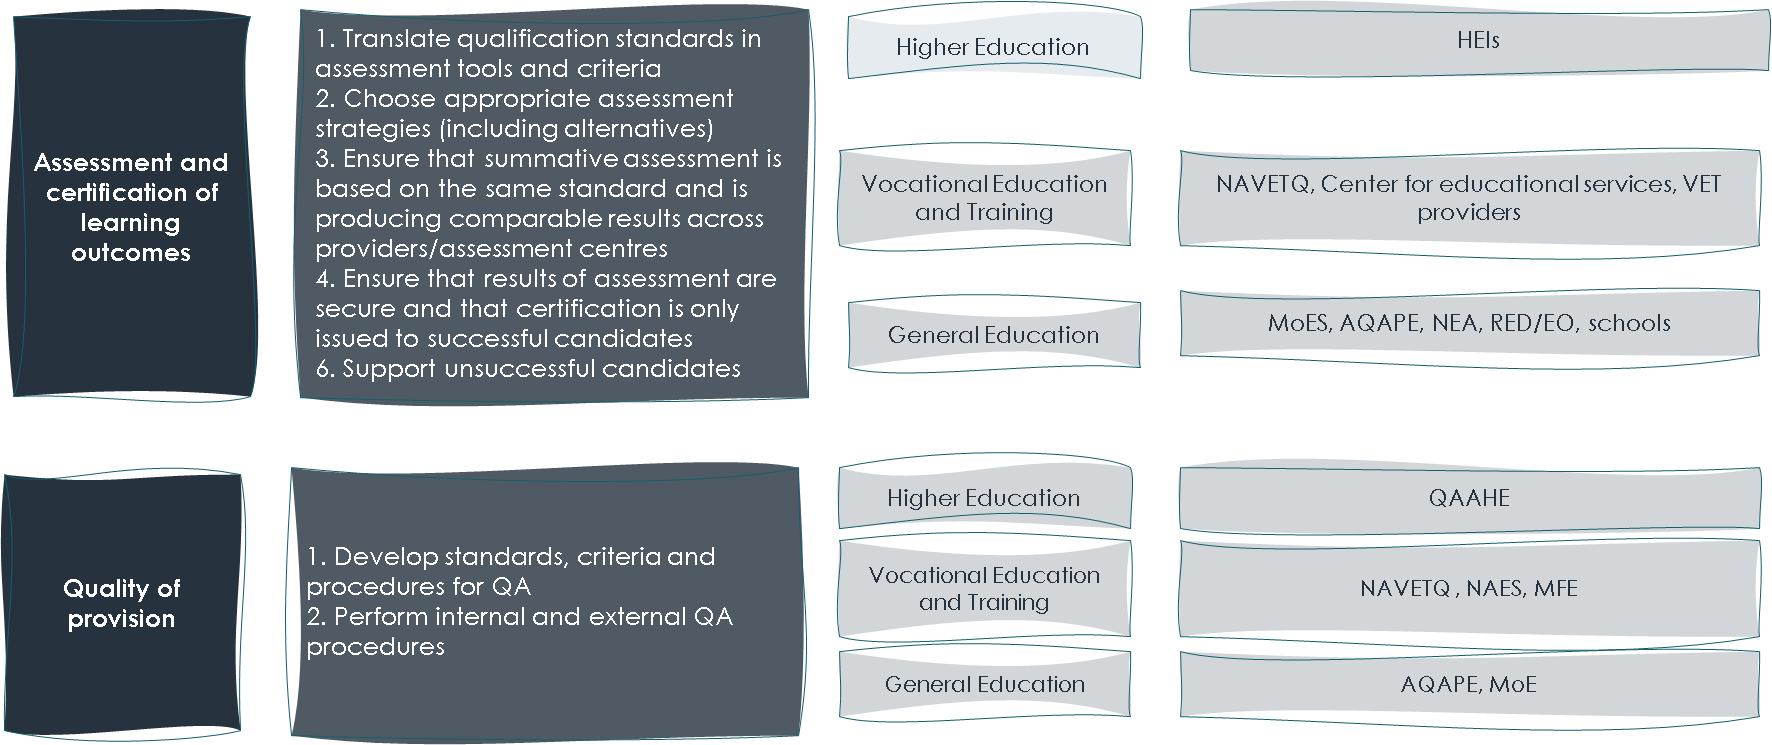 Assessment and
certification of
learning
outcomes
1. Translate qualification standards in
assessment tools and criteria
2. Choose appropriate assessment
strategies (including alternatives)
3. Ensure that summative assessment is
based on the same standard and is
producing comparable results across
providers/assessment centres
4. Ensure that results of assessment are
secure and that certification is only
issued to successful candidates
6. Support unsuccessful candidates
Higher Education
HEIs
Vocational Education
and Training
NAVETQ, Center for educational services, VET
providers
General Education
MoES, AQAPE, NEA, RED/EO, schools
Quality of
provision
1. Develop standards, criteria and
procedures for QA
2. Perform internal and external QA
procedures
Higher Education
QAAHE
Vocational Education
and Training
NAVETQ , NAES, MFE
General Education
AQAPE, MoE